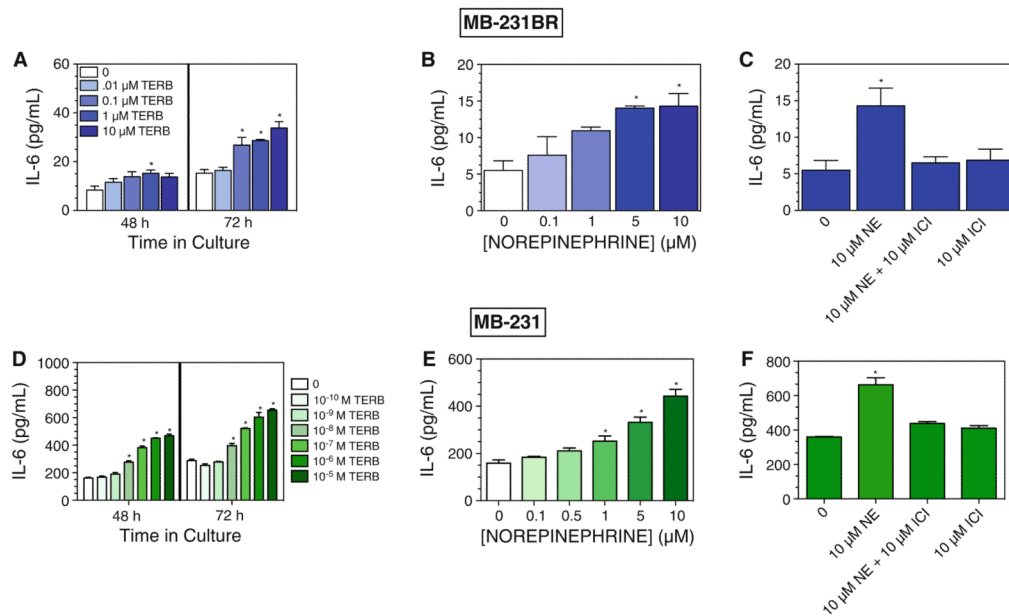 MB-231BR
A
IL-6 (pg/mL)
60
40
20
0
0
.01 µM TERB
0.1 µM TERB
1 µM TERB
10 µM TERB
*
*
*
*
48 h
72 h
Time in Culture
B
IL-6 (pg/mL)
20
15
10
5
0
*
*
0 0.1 1 5 10
[NOREPINEPHRINE] (µM)
C
IL-6 (pg/mL)
20
15
10
5
0
*
0
10 µM NE
10 µM NE + 10 µM ICI
10 µM ICI
MB-231
D
IL-6 (pg/mL)
1000
800
600
400
200
0
*
*
*
*
*
*
*
*
48 h
72 h
Time in Culture
0
10⁻¹⁰ M TERB
10⁻⁹ M TERB
10⁻⁸ M TERB
10⁻⁷ M TERB
10⁻⁶ M TERB
10⁻⁵ M TERB
E
IL-6 (pg/mL)
600
400
200
0
*
*
*
0 0.1 0.5 1 5 10
[NOREPINEPHRINE] (µM)
F
IL-6 (pg/mL)
800
600
400
200
0
*
0
10 µM NE
10 µM NE + 10 µM ICI
10 µM ICI